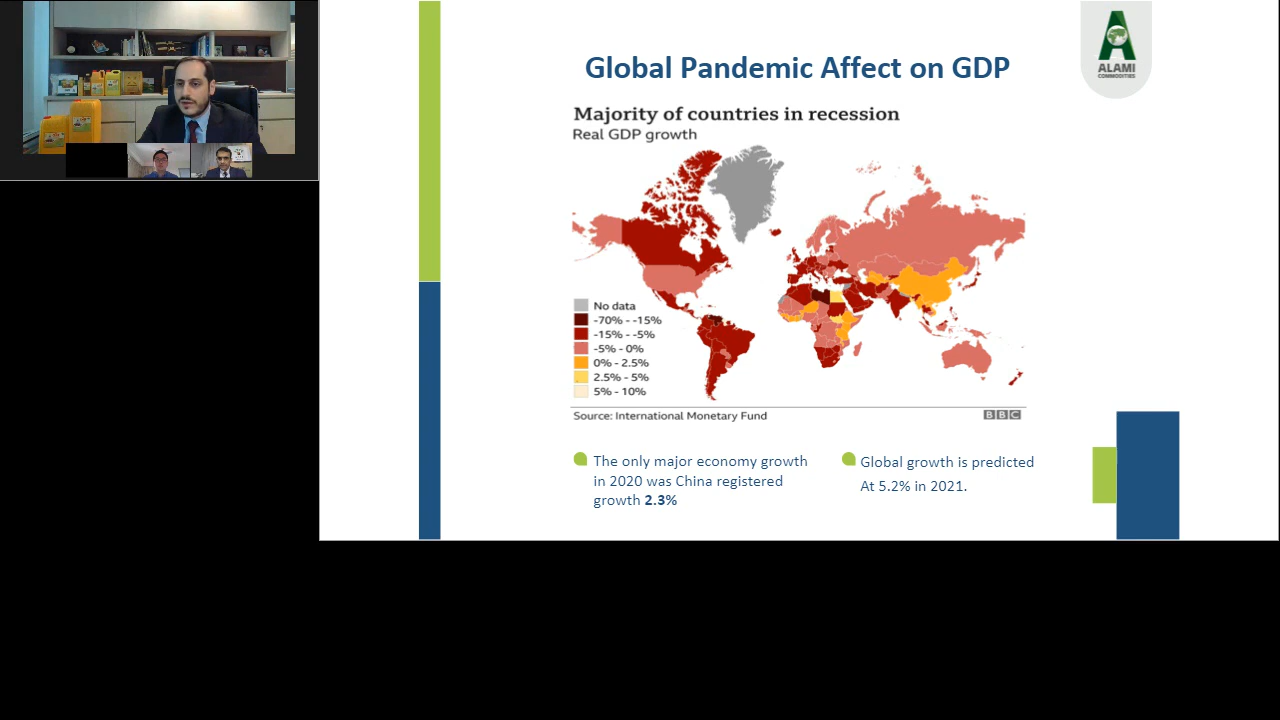 Global Pandemic Affect on GDP
ALAMI
COMMODITIES
Majority of countries in recession
Real GDP growth
No data
-70% - -15%
-15% - -5%
-5% - 0%
0% - 2.5%
2.5% - 5%
5% - 10%
Source: International Monetary Fund
BBC
The only major economy growth
in 2020 was China registered
growth 2.3%
Global growth is predicted
At 5.2% in 2021.